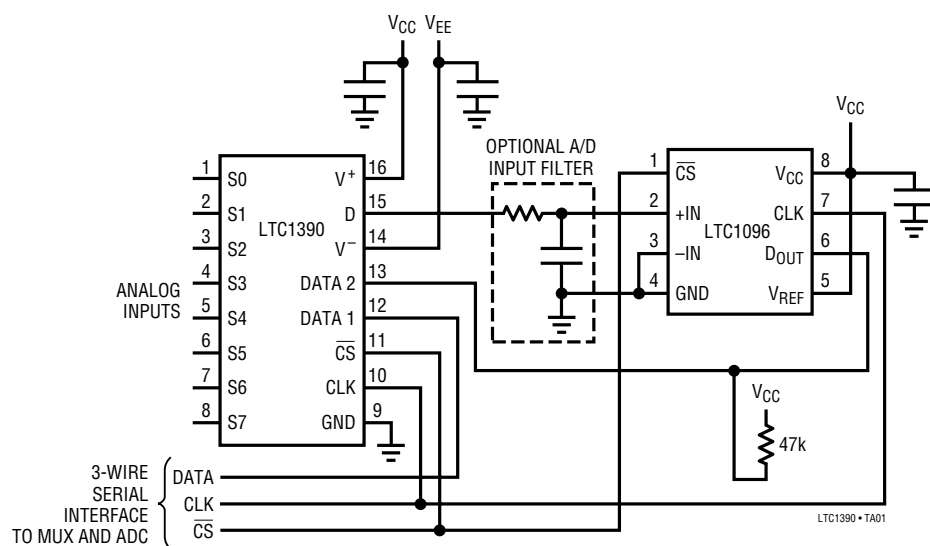 VCC VEE
OPTIONAL A/D
INPUT FILTER
VCC
1 S0
2 S1
3 S2
4 S3
5 S4
6 S5
7 S6
8 S7
LTC1390
V+ 16
D 15
V− 14
DATA 2 13
DATA 1 12
CS 11
CLK 10
GND 9
ANALOG
INPUTS
1 CS
2 +IN
3 –IN
4 GND
LTC1096
VCC 8
CLK 7
DOUT 6
VREF 5
VCC
47k
3-WIRE
SERIAL
INTERFACE
TO MUX AND ADC
DATA
CLK
CS
LTC1390 • TA01